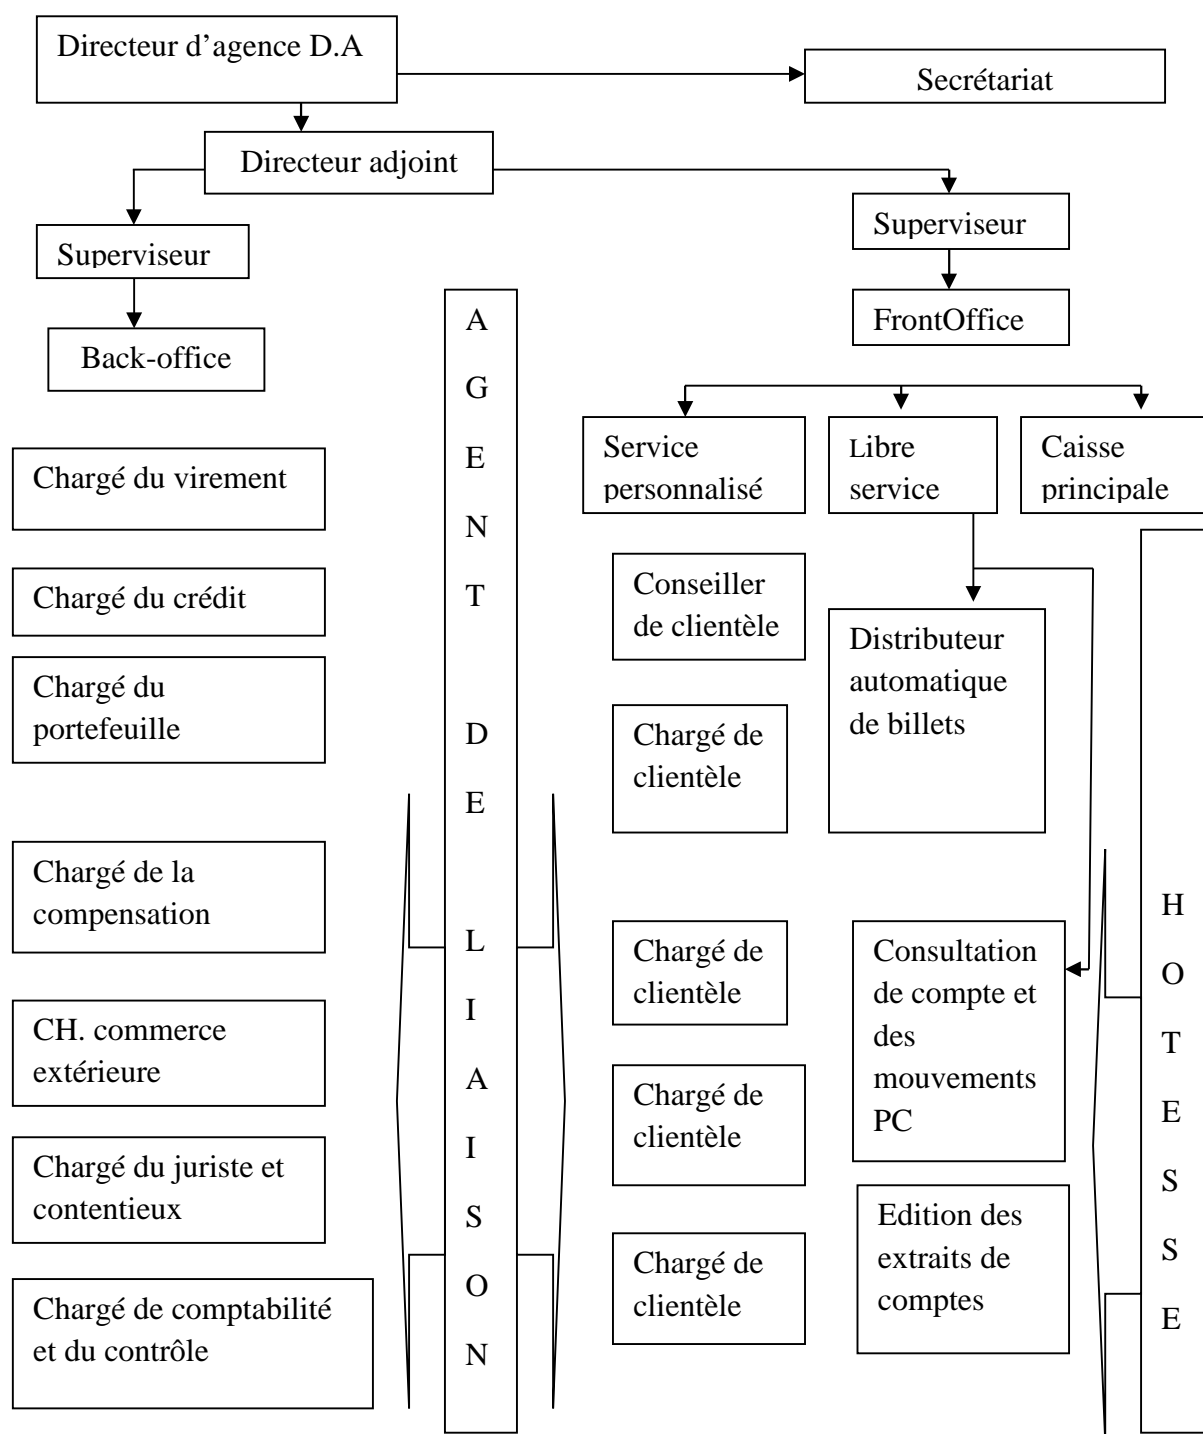 Directeur d’agence D.A
Secrétariat
Directeur adjoint
Superviseur
Superviseur
Back-office
FrontOffice
A
G
E
N
T
D
E
L
I
A
I
S
O
N
Service
personnalisé
Libre
service
Caisse
principale
Chargé du virement
Chargé du crédit
Chargé du
portefeuille
Chargé de la
compensation
CH. commerce
extérieure
Chargé du juriste et
contentieux
Chargé de comptabilité
et du contrôle
Conseiller
de clientèle
Chargé de
clientèle
Chargé de
clientèle
Chargé de
clientèle
Chargé de
clientèle
Distributeur
automatique
de billets
Consultation
de compte et
des
mouvements
PC
Edition des
extraits de
comptes
H
O
T
E
S
S
E